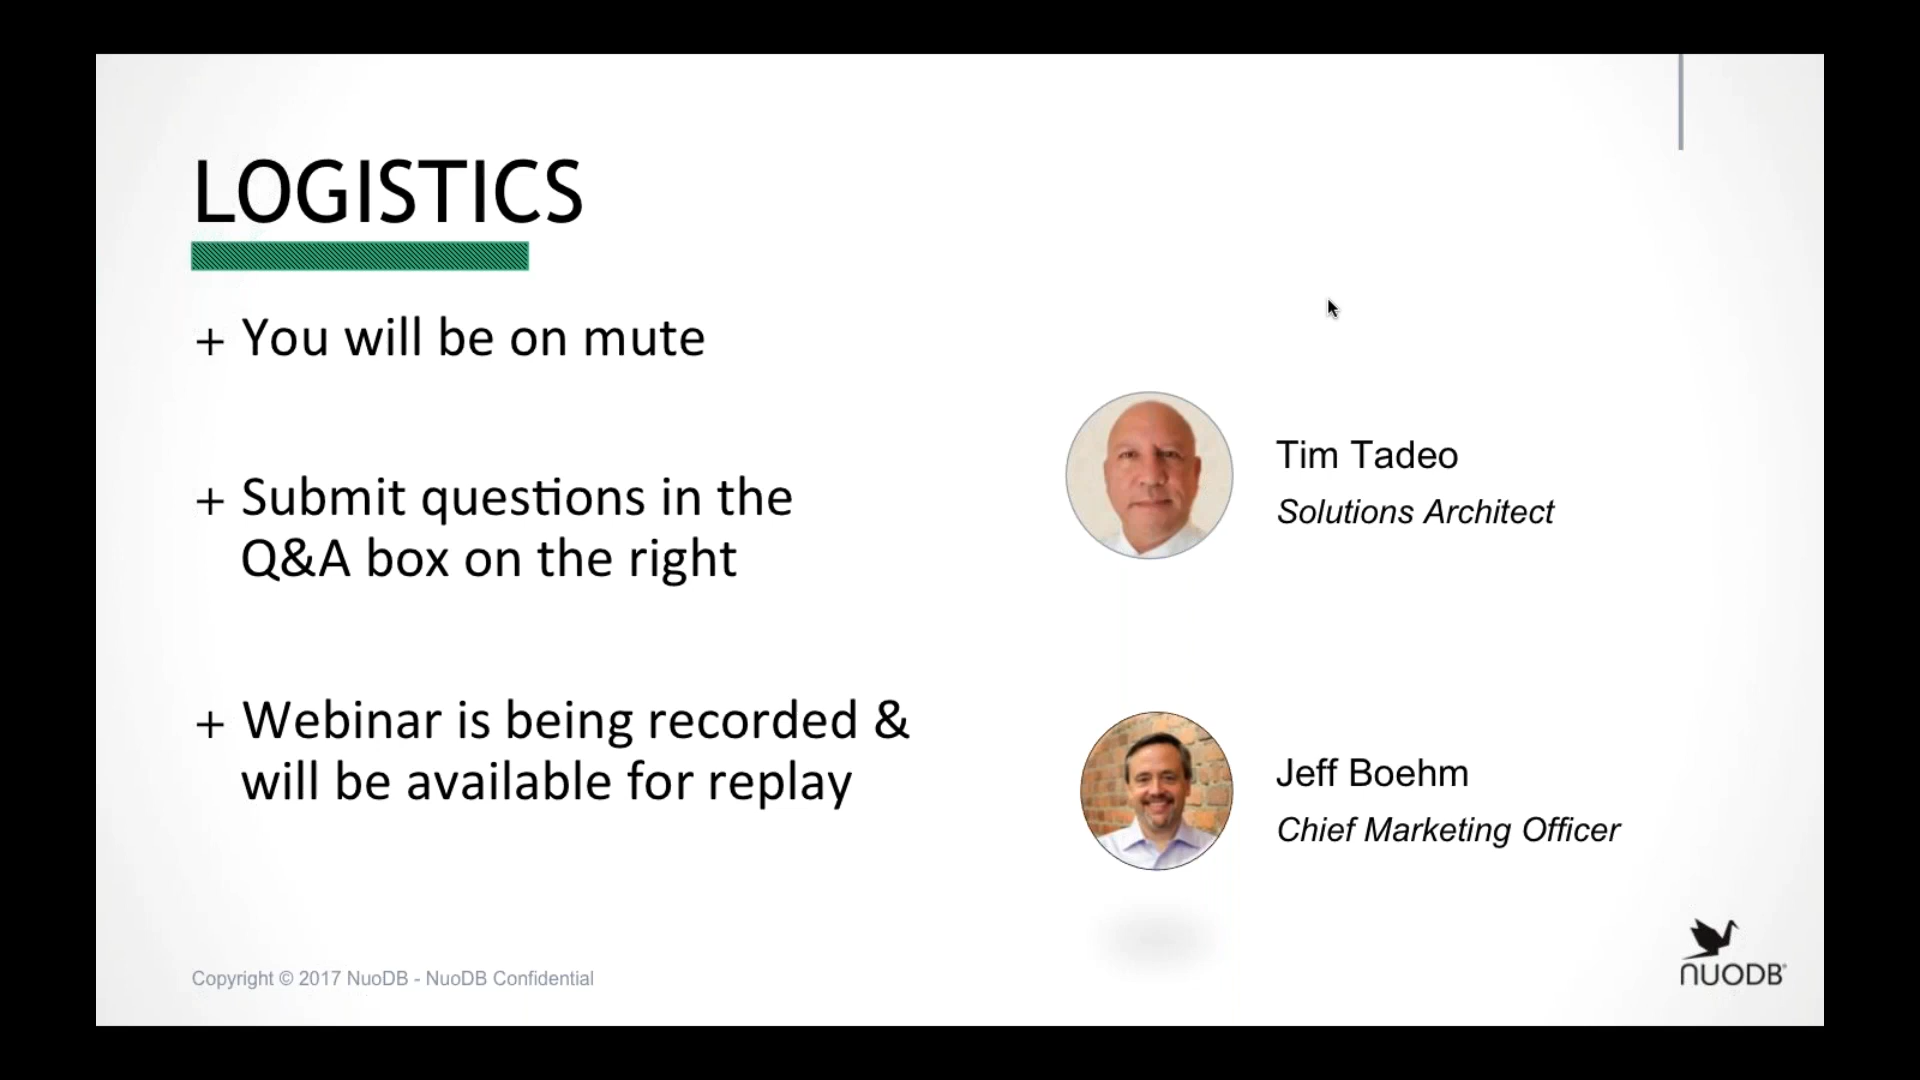 LOGISTICS
+ You will be on mute
+ Submit questions in the
Q&A box on the right
+ Webinar is being recorded &
will be available for replay
Tim Tadeo
Solutions Architect
Jeff Boehm
Chief Marketing Officer
Copyright © 2017 NuoDB - NuoDB Confidential
NUODB